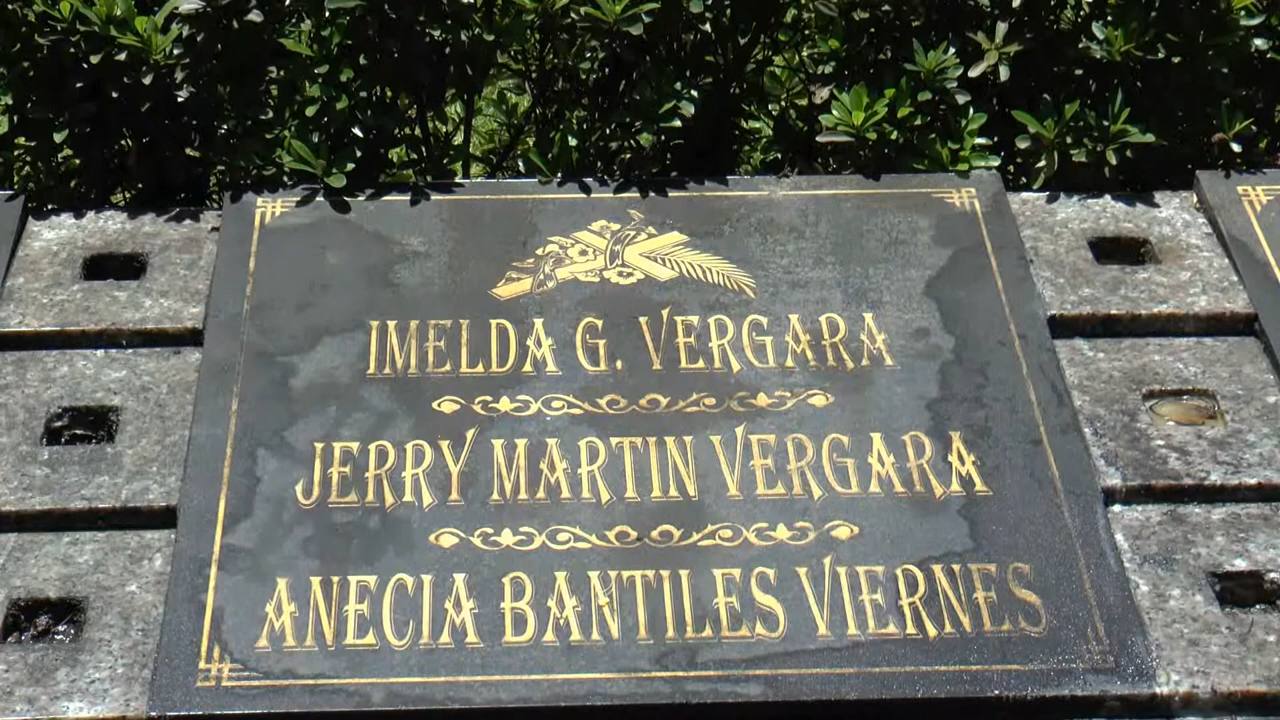 IMELDA G. VERGARA
JERRY MARTIN VERGARA
ANECIA BANTILES VIERNES